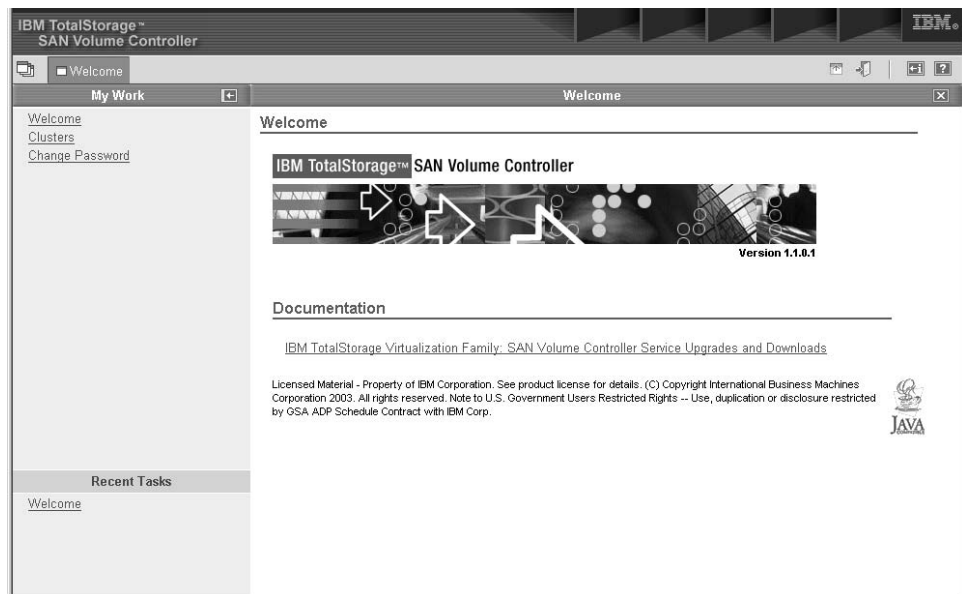 IBM TotalStorage™
SAN Volume Controller
IBM®
Welcome
My Work
Welcome
Welcome
Clusters
Change Password
Welcome
IBM TotalStorage™ SAN Volume Controller
Version 1.1.0.1
Documentation
IBM TotalStorage Virtualization Family: SAN Volume Controller Service Upgrades and Downloads
Licensed Material - Property of IBM Corporation. See product license for details. (C) Copyright International Business Machines
Corporation 2003. All rights reserved. Note to U.S. Government Users Restricted Rights -- Use, duplication or disclosure restricted
by GSA ADP Schedule Contract with IBM Corp.
JAVA
COMPATIBLE
Recent Tasks
Welcome